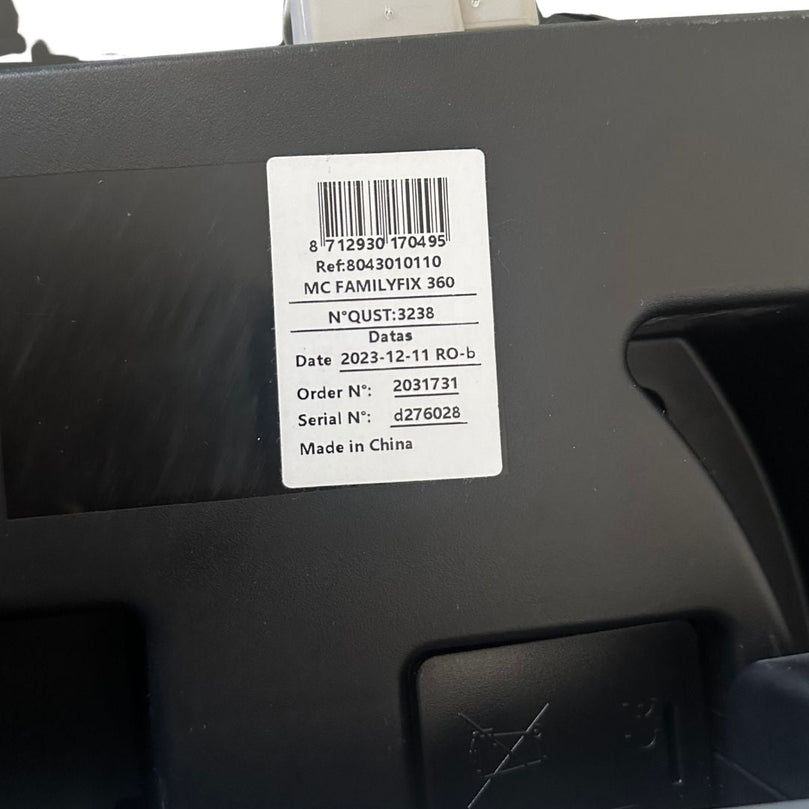 8 712930 170495
Ref:8043010110
MC FAMILYFIX 360
N°QUST:3238
Datas
Date 2023-12-11 RO-b
Order N°: 2031731
Serial N°: d276028
Made in China